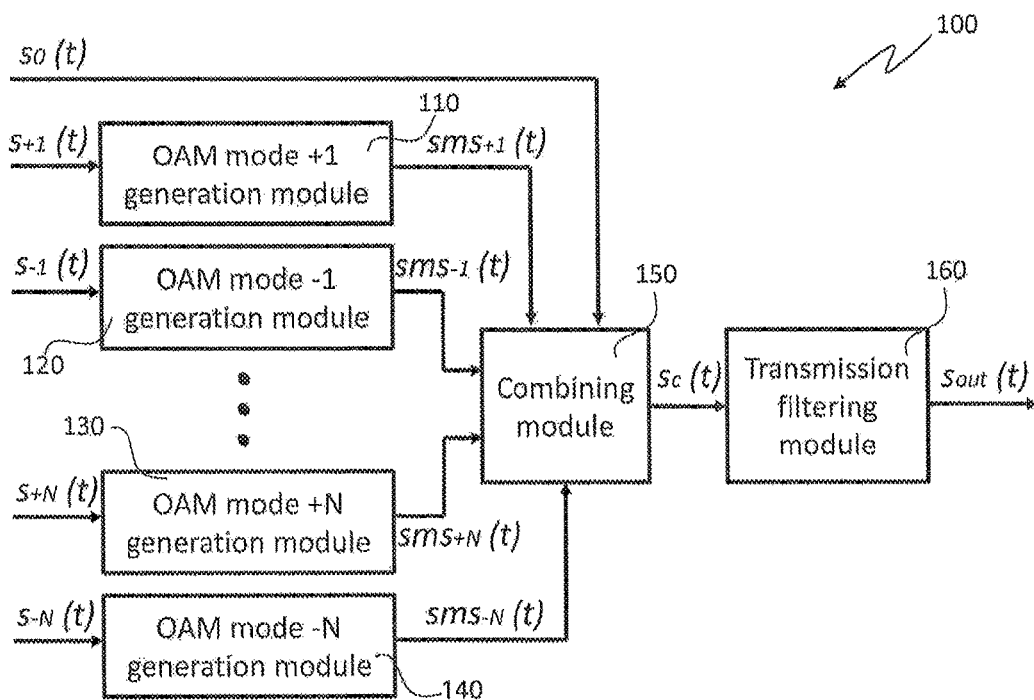 100
s0 (t)
110
s+1 (t)
OAM mode +1
generation module
sms+1 (t)
s-1 (t)
OAM mode -1
generation module
sms-1 (t)
120
150
160
Combining
module
sc (t)
Transmission
filtering
module
sout (t)
130
s+N (t)
OAM mode +N
generation module
sms+N (t)
s-N (t)
OAM mode -N
generation module
sms-N (t)
140